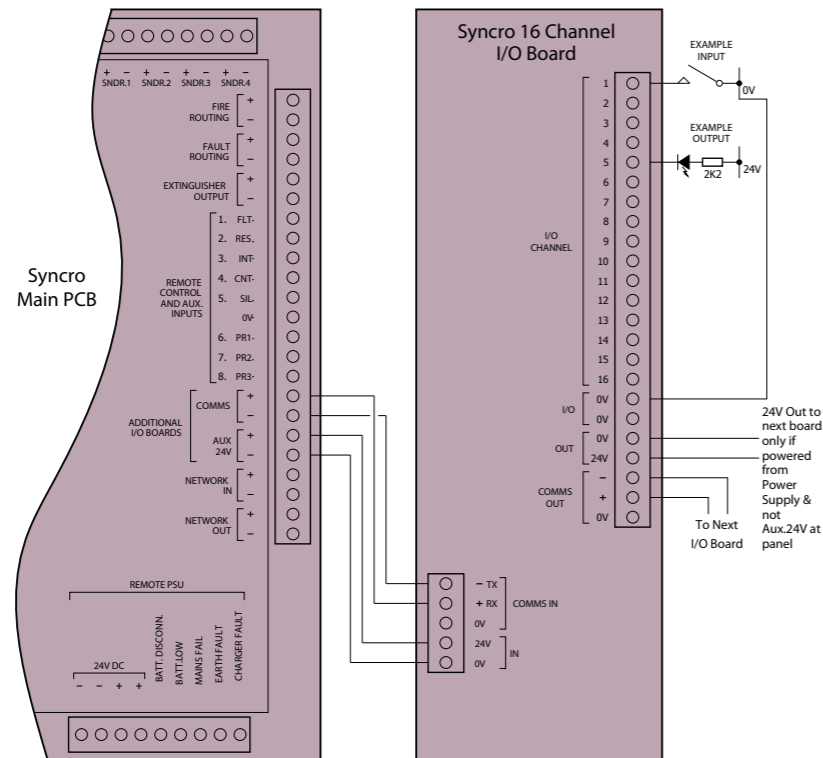 + − + − + − + −
SNDR.1 SNDR.2 SNDR.3 SNDR.4
FIRE
ROUTING
+
−
FAULT
ROUTING
+
−
EXTINGUISHER
OUTPUT
+
−
REMOTE
CONTROL
AND AUX.
INPUTS
1. FLT-
2. RES.
3. INT-
4. CNT-
5. SIL-
0V-
6. PR1-
7. PR2-
8. PR3-
ADDITIONAL
I/O BOARDS
COMMS
+
−
AUX
24V
+
−
NETWORK
IN
+
−
NETWORK
OUT
+
−
Syncro
Main PCB
REMOTE PSU
24V DC
− − + +
BATT. DISCONN.
BATT.LOW
MAINS FAIL
EARTH FAULT
CHARGER FAULT
Syncro 16 Channel
I/O Board
I/O
CHANNEL
1
2
3
4
5
6
7
8
9
10
11
12
13
14
15
16
I/O
0V
0V
OUT
0V
24V
COMMS
OUT
−
+
0V
− TX
+ RX
0V
COMMS IN
24V
0V
IN
EXAMPLE
INPUT
0V
EXAMPLE
OUTPUT
2K2
24V
24V Out to
next board
only if
powered
from
Power
Supply &
not
Aux.24V at
panel
To Next
I/O Board